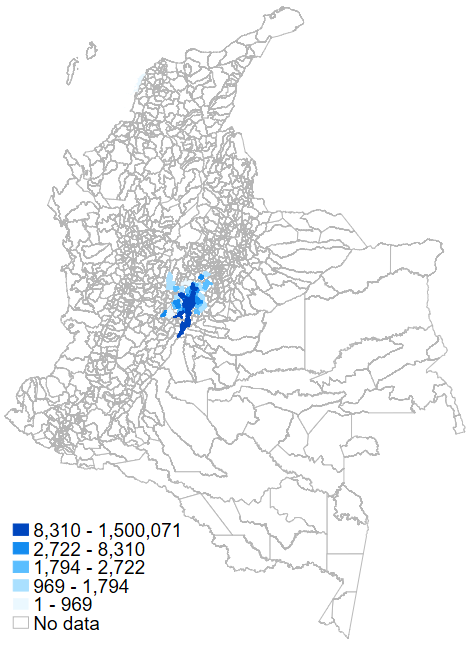 8,310 - 1,500,071
2,722 - 8,310
1,794 - 2,722
969 - 1,794
1 - 969
No data